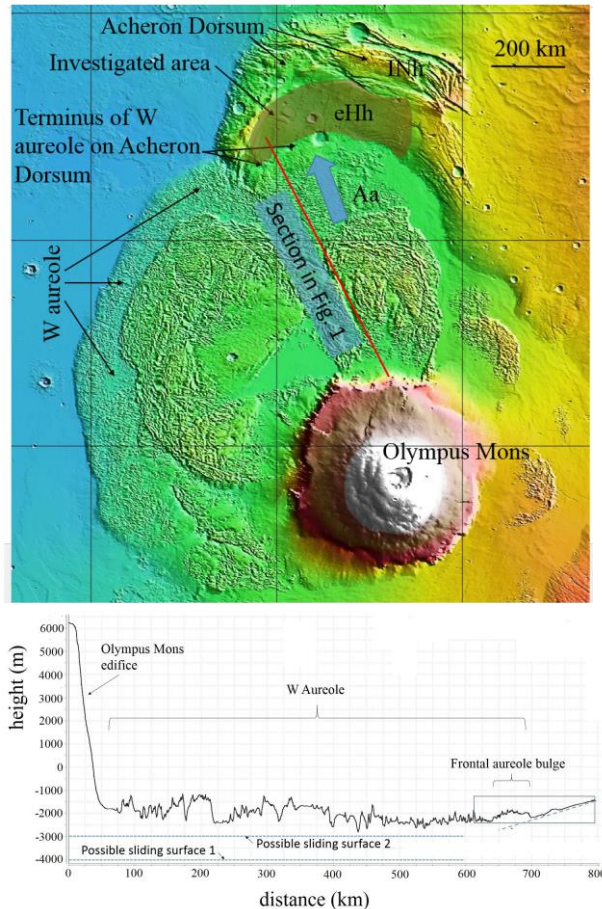 Acheron Dorsum
Investigated area
lNh
200 km
eHh
Terminus of W
aureole on Acheron
Dorsum
Aa
Section in Fig. 1
W aureole
Olympus Mons
height (m)
6000
5000
4000
3000
2000
1000
0
-1000
-2000
-3000
-4000
Olympus Mons
edifice
W Aureole
Frontal aureole bulge
Possible sliding surface 2
Possible sliding surface 1
0 100 200 300 400 500 600 700 800
distance (km)